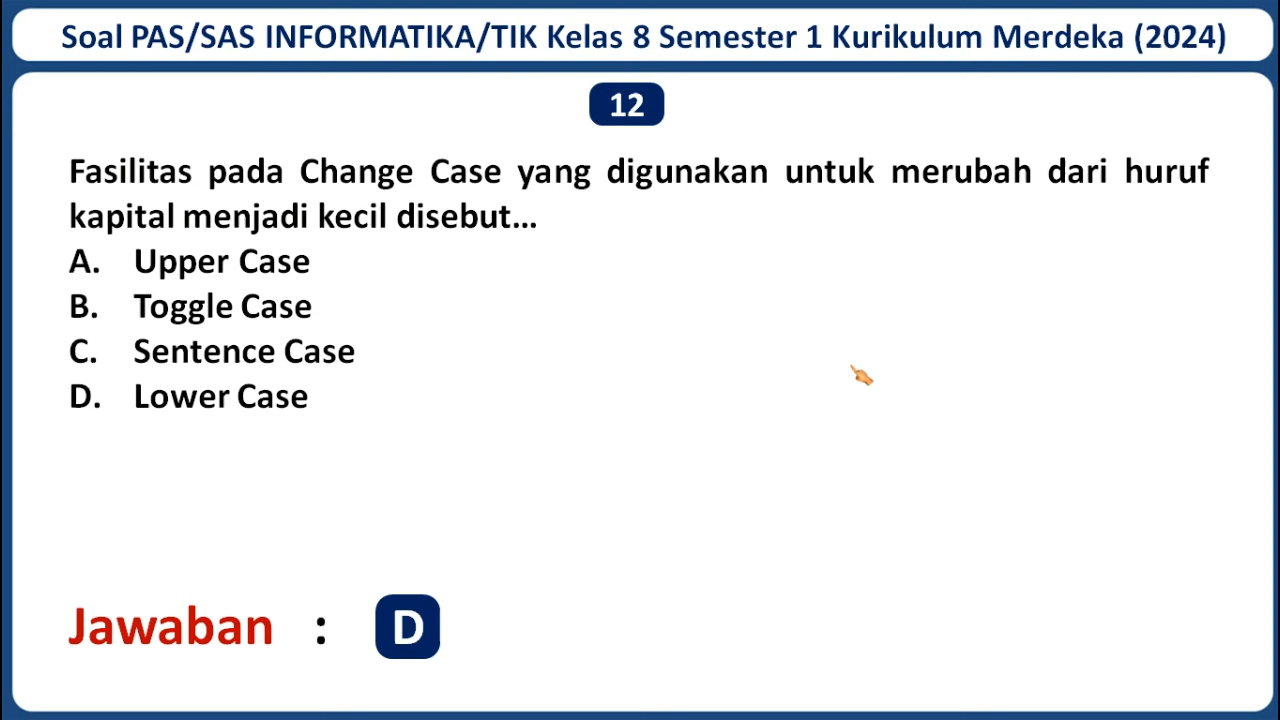 Soal PAS/SAS INFORMATIKA/TIK Kelas 8 Semester 1 Kurikulum Merdeka (2024)
12
Fasilitas pada Change Case yang digunakan untuk merubah dari huruf
kapital menjadi kecil disebut...
A. Upper Case
B. Toggle Case
C. Sentence Case
D. Lower Case
Jawaban : D